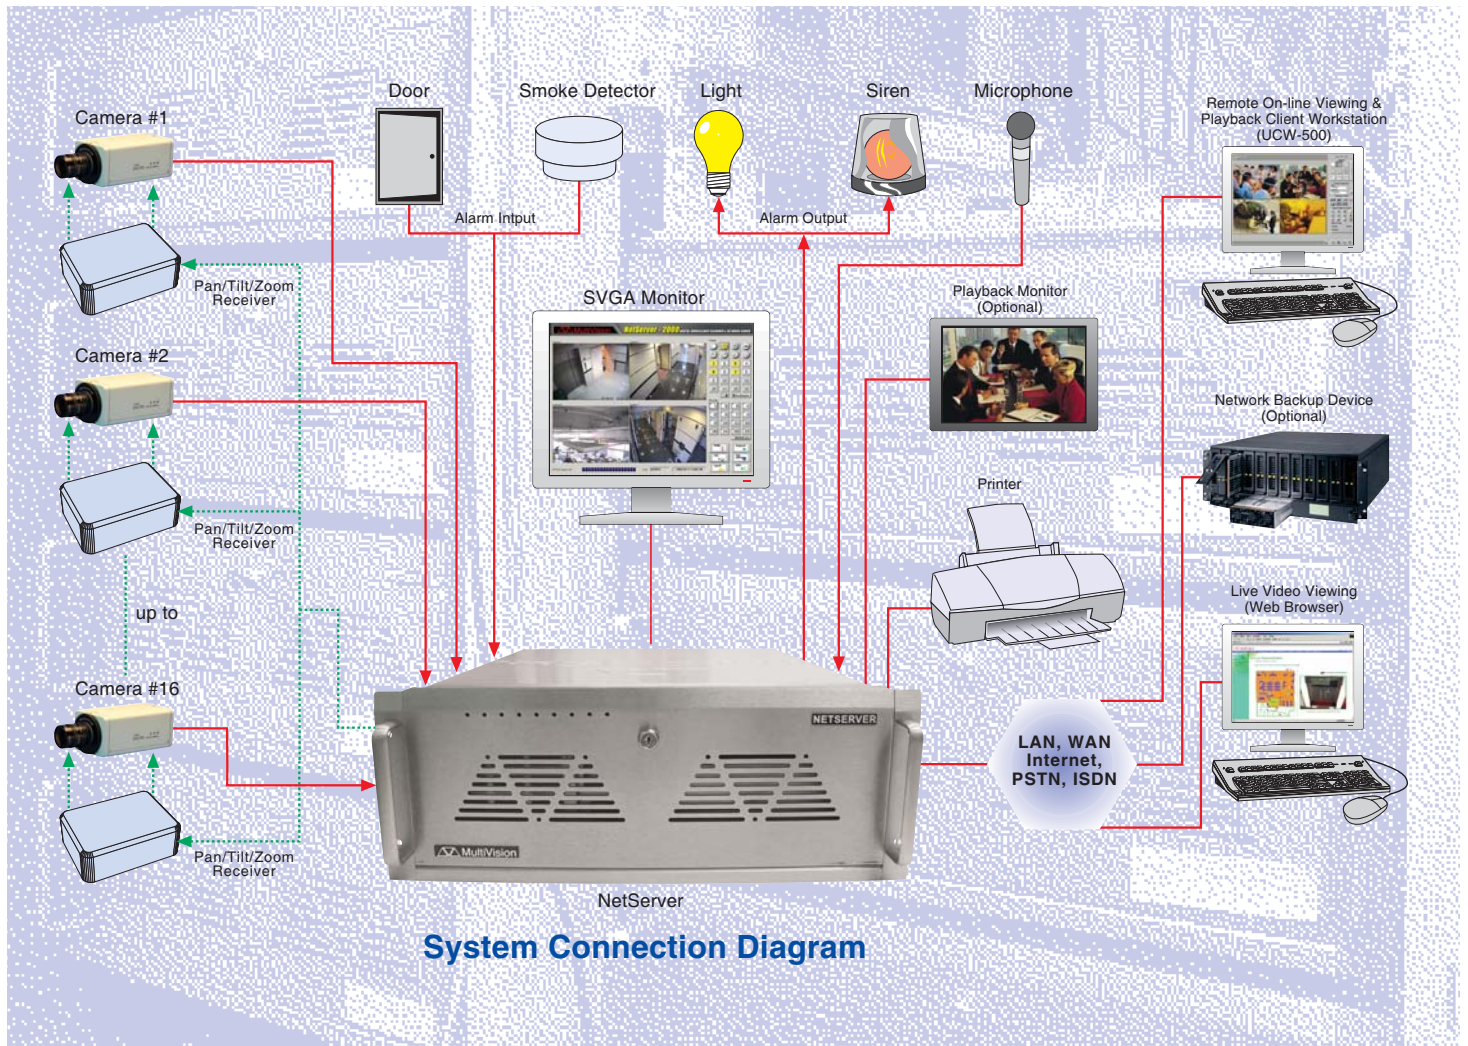 Door
Smoke Detector
Light
Siren
Microphone
Camera #1
Remote On-line Viewing &
Playback Client Workstation
(UCW-500)
Alarm Intput
Alarm Output
Pan/Tilt/Zoom
Receiver
SVGA Monitor
Playback Monitor
(Optional)
MultiVision
NetServer - 2000
Camera #2
Network Backup Device
(Optional)
Printer
Pan/Tilt/Zoom
Receiver
up to
Live Video Viewing
(Web Browser)
Camera #16
NETSERVER
LAN, WAN
Internet,
PSTN, ISDN
Pan/Tilt/Zoom
Receiver
MultiVision
NetServer
System Connection Diagram